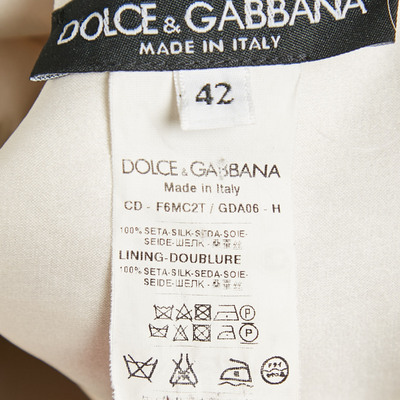 DOLCE & GABBANA
MADE IN ITALY
42
DOLCE & GABBANA
Made in Italy
CD - F6MC2T / GDA06 - H
100% SETA-SILK-SEDA-SOIE-
SEIDE-ШЕЛК -
LINING-DOUBLURE
100% SETA-SILK-SEDA-SOIE-
SEIDE-ШЕЛК -
P
P